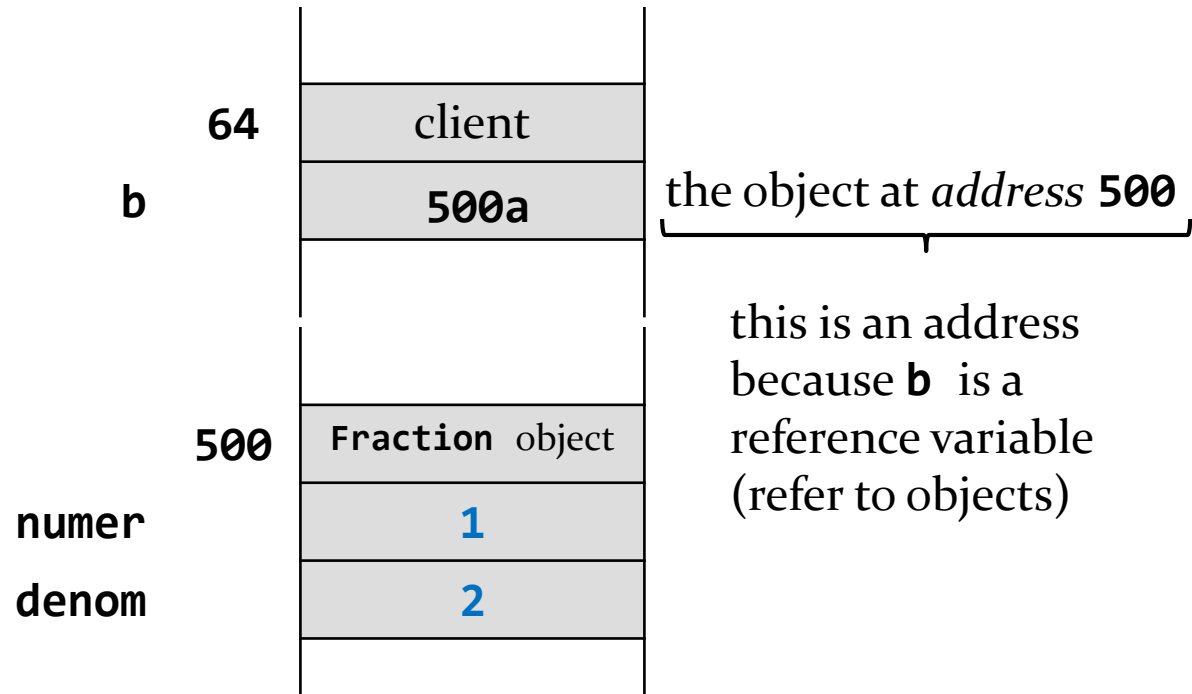 64 client
b 500a the object at address 500
this is an address
because b is a
reference variable
(refer to objects)
500 Fraction object
numer 1
denom 2